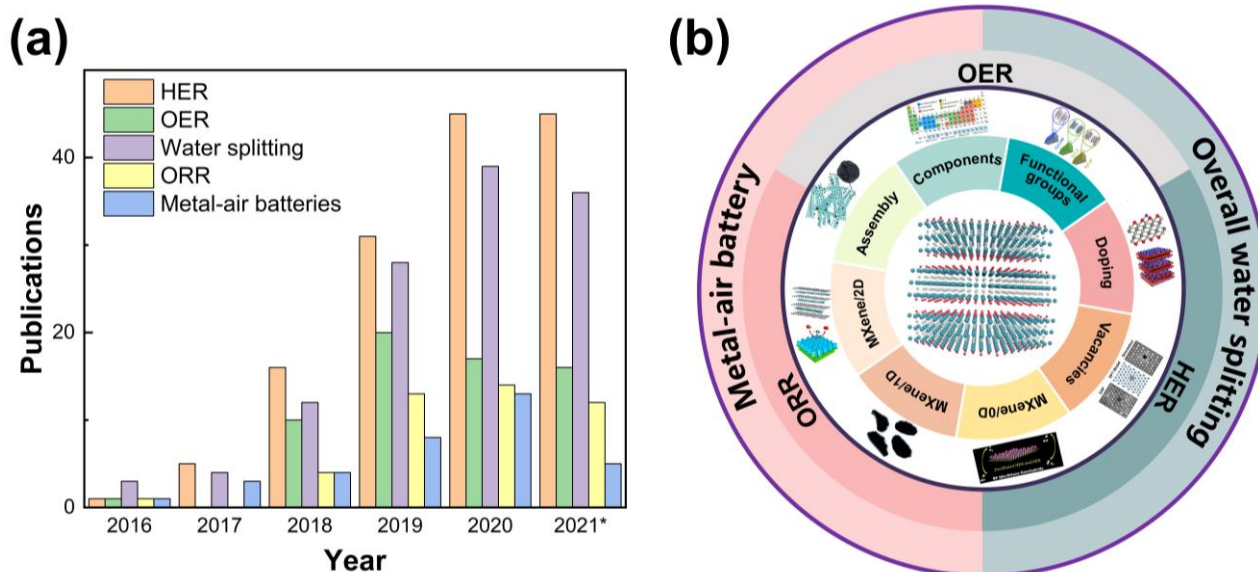 (a)
HER
OER
Water splitting
ORR
Metal-air batteries
Publications
40
20
0
2016
2017
2018
2019
2020
2021*
Year
(b)
OER
Metal-air battery
Overall water splitting
ORR
HER
Components
Functional
groups
Doping
Vacancies
MXene/0D
MXene/1D
MXene/2D
Assembly